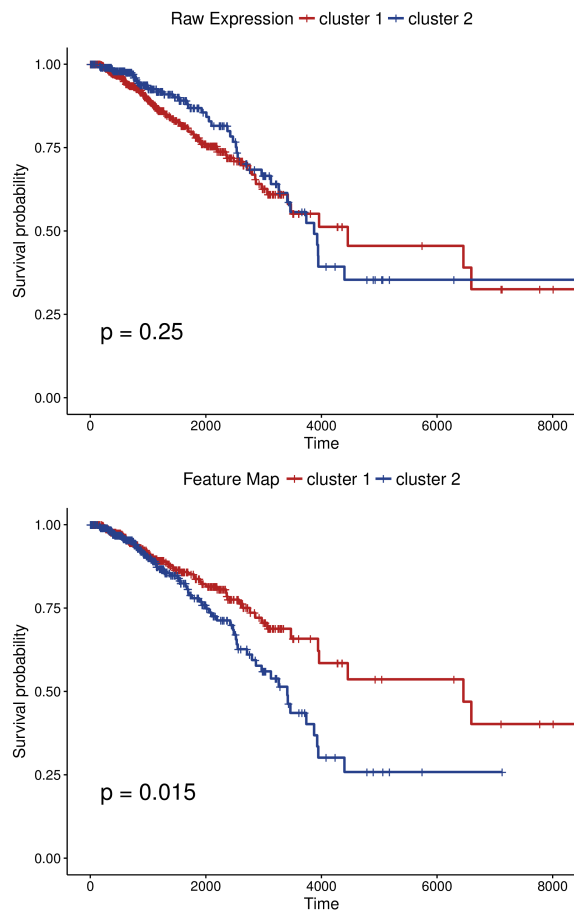 Raw Expression cluster 1 cluster 2
1.00
0.75
0.50
0.25
0.00
Survival probability
p = 0.25
0 2000 4000 6000 8000
Time
Feature Map cluster 1 cluster 2
1.00
0.75
0.50
0.25
0.00
Survival probability
p = 0.015
0 2000 4000 6000 8000
Time